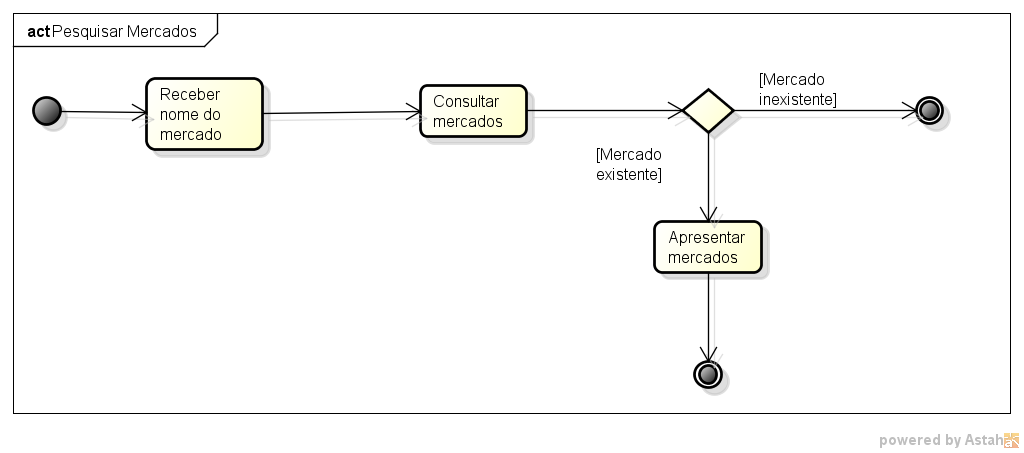 act Pesquisar Mercados
Receber
nome do
mercado
Consultar
mercados
[Mercado
inexistente]
[Mercado
existente]
Apresentar
mercados
powered by Astah